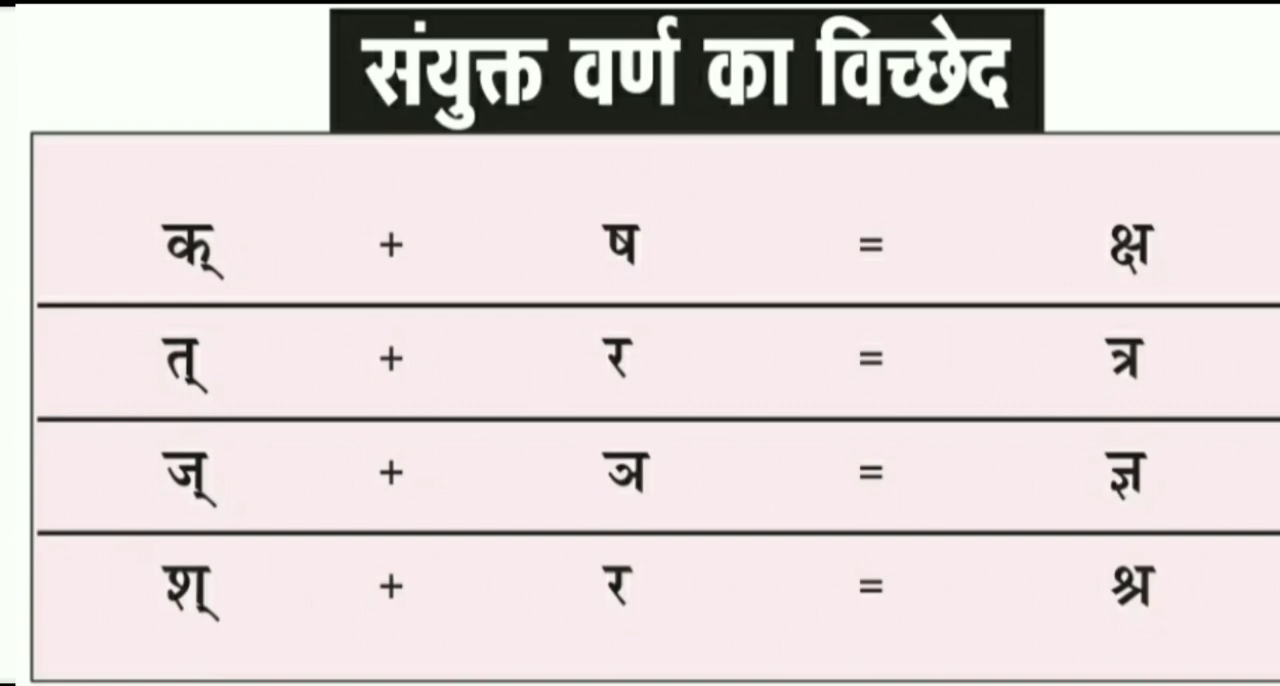 संयुक्त वर्ण का विच्छेद
क् + ष = क्ष
त् + र = त्र
ज् + ञ = ज्ञ
श् + र = श्र